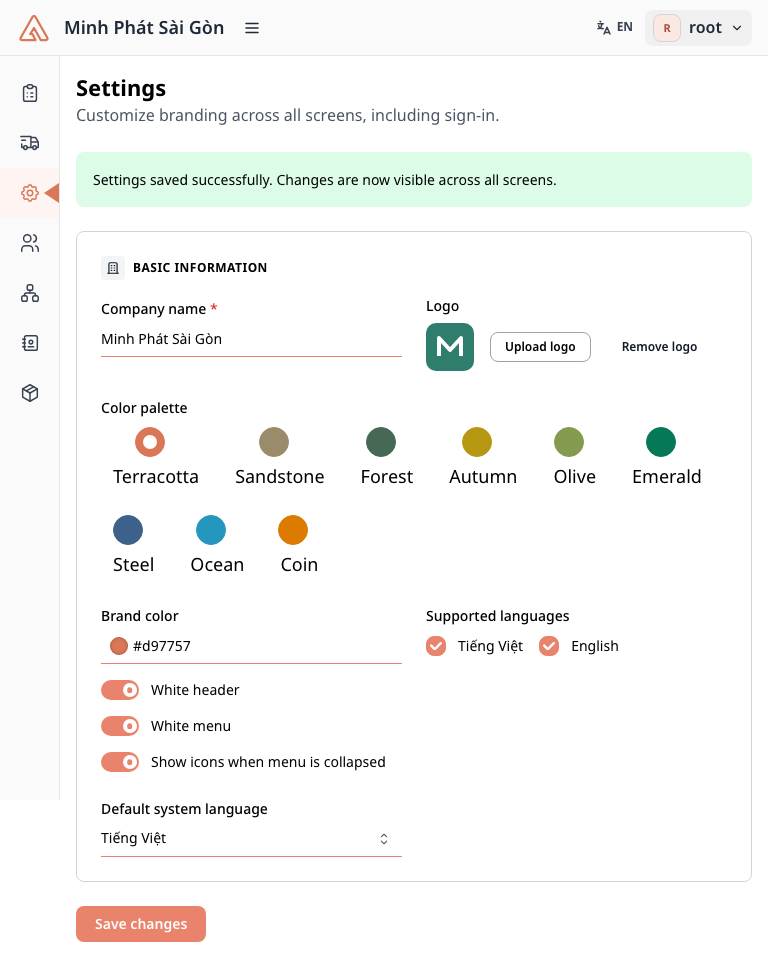 Minh Phát Sài Gòn
EN
R
root
Settings
Customize branding across all screens, including sign-in.
Settings saved successfully. Changes are now visible across all screens.
BASIC INFORMATION
Company name *
Minh Phát Sài Gòn
Logo
M
Upload logo
Remove logo
Color palette
Terracotta
Sandstone
Forest
Autumn
Olive
Emerald
Steel
Ocean
Coin
Brand color
#d97757
Supported languages
Tiếng Việt
English
White header
White menu
Show icons when menu is collapsed
Default system language
Tiếng Việt
Save changes